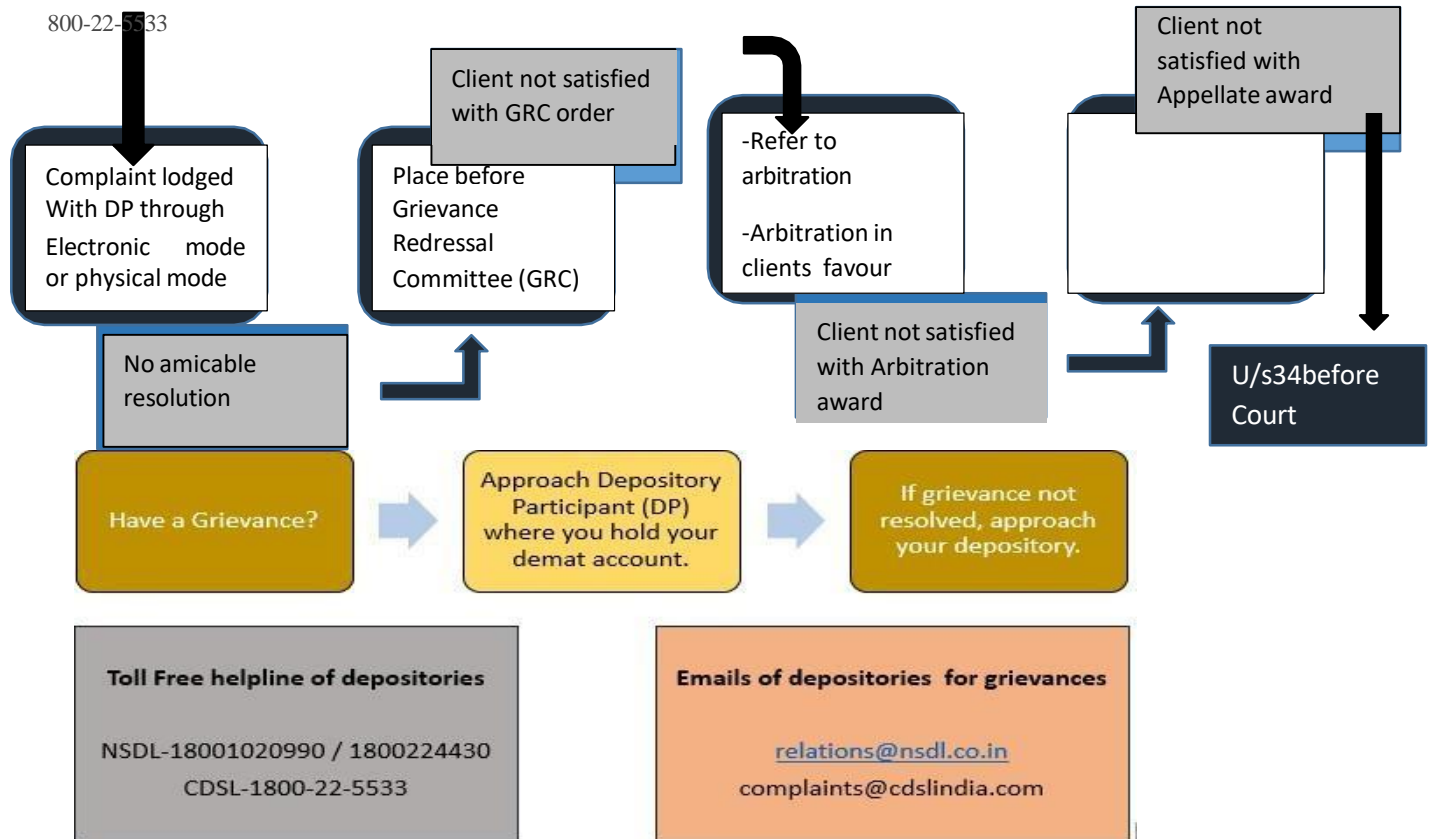 800-22-5533
Complaint lodged
With DP through
Electronic mode
or physical mode
No amicable
resolution
Place before
Grievance
Redressal
Committee (GRC)
Client not satisfied
with GRC order
-Refer to
arbitration
-Arbitration in
clients favour
Client not satisfied
with Arbitration
award
Client not
satisfied with
Appellate award
U/s34before
Court
Have a Grievance?
Approach Depository
Participant (DP)
where you hold your
demat account.
If grievance not
resolved, approach
your depository.
Toll Free helpline of depositories
NSDL-18001020990 / 1800224430
CDSL-1800-22-5533
Emails of depositories for grievances
relations@nsdl.co.in
complaints@cdslindia.com